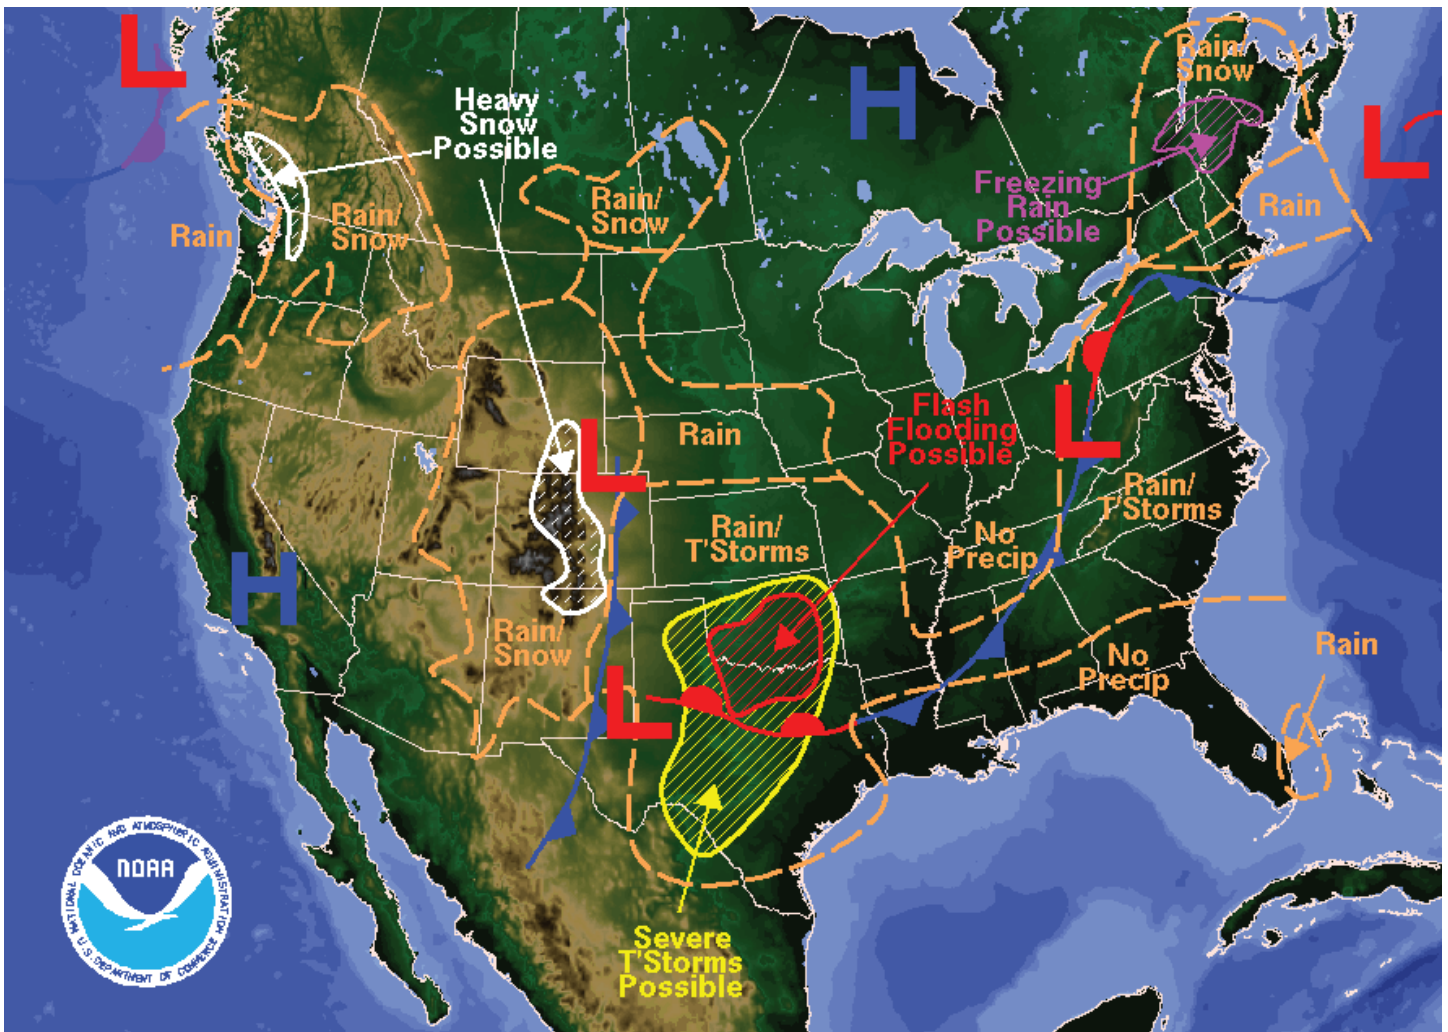 L
Rain/
Snow
H
L
Heavy
Snow
Possible
Freezing
Rain
Possible
Rain
Rain/
Snow
Rain/
Snow
Rain
L
L
Flash
Flooding
Possible
Rain
Rain/
T'Storms
Rain/
T'Storms
No
Precip
H
Rain/
Snow
No
Precip
Rain
L
Severe
T'Storms
Possible
NATIONAL OCEANIC AND ATMOSPHERIC ADMINISTRATION
NOAA
U.S. DEPARTMENT OF COMMERCE